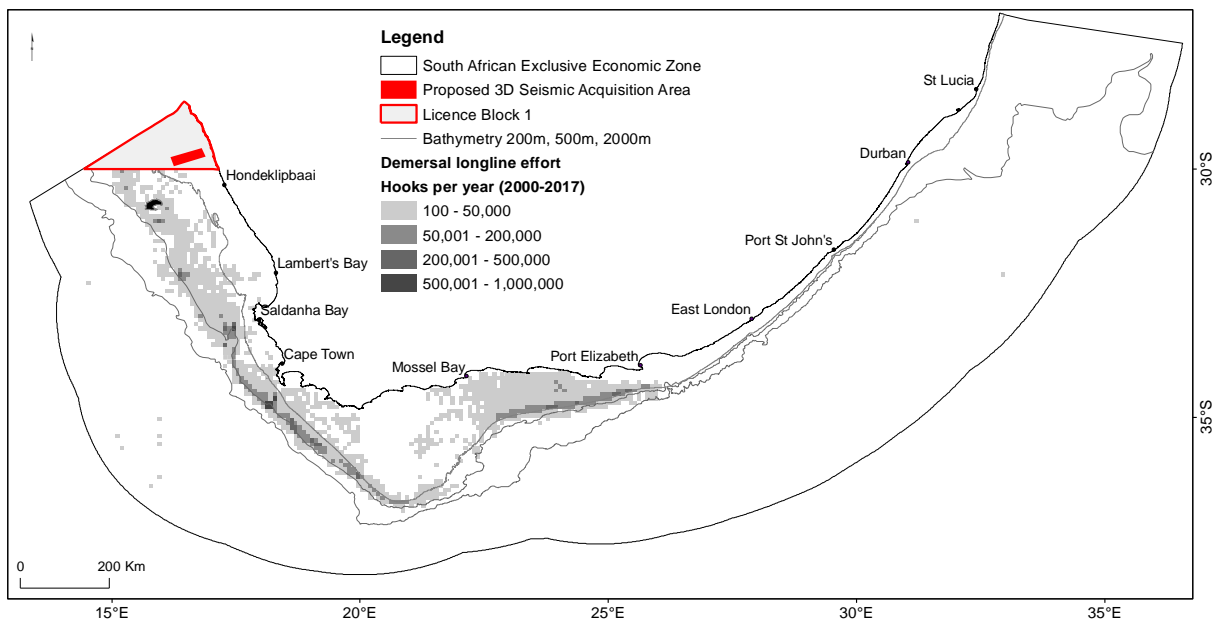 Legend
South African Exclusive Economic Zone
Proposed 3D Seismic Acquisition Area
Licence Block 1
Bathymetry 200m, 500m, 2000m
Demersal longline effort
Hooks per year (2000-2017)
100 - 50,000
50,001 - 200,000
200,001 - 500,000
500,001 - 1,000,000
St Lucia
Durban
Hondeklipbaai
Port St John's
Lambert's Bay
Saldanha Bay
East London
Cape Town
Mossel Bay
Port Elizabeth
30°S
35°S
0 200 Km
15°E 20°E 25°E 30°E 35°E